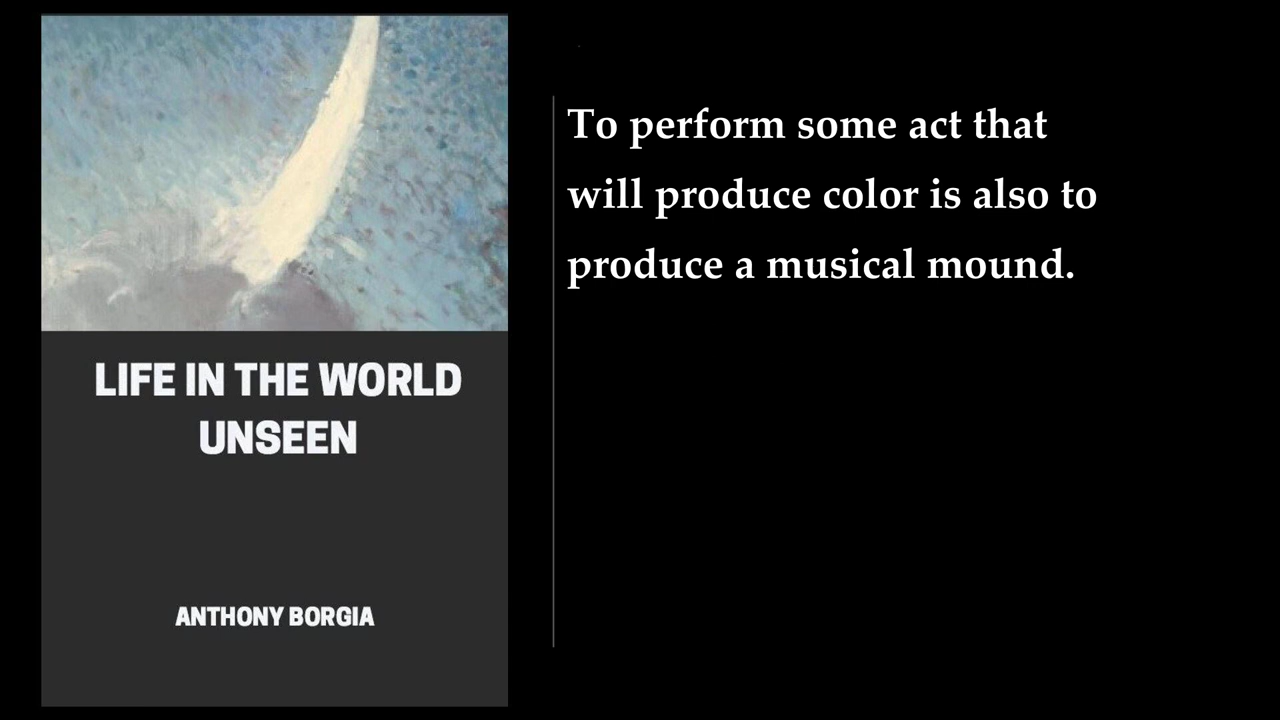 LIFE IN THE WORLD
UNSEEN
ANTHONY BORGIA
To perform some act that
will produce color is also to
produce a musical mound.